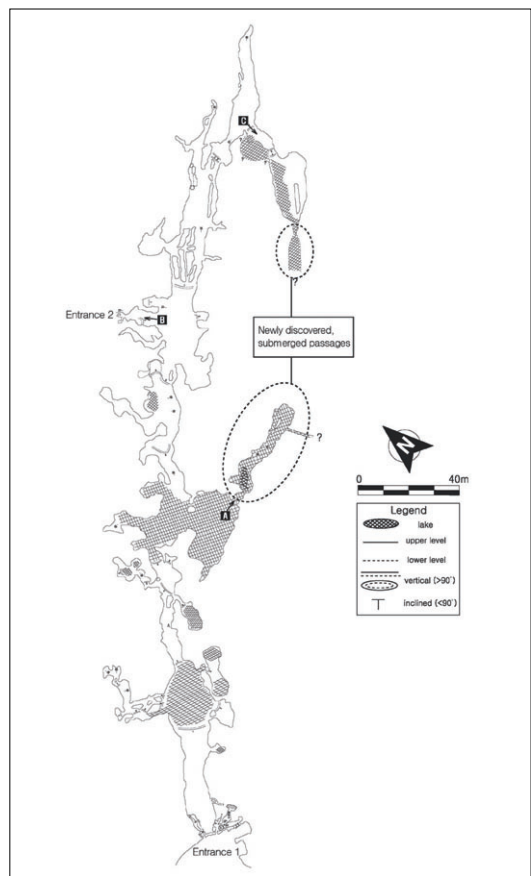 C
?
?
?
?
Entrance 2
B
Newly discovered,
submerged passages
?
N
0 40m
A
Legend
lake
upper level
lower level
vertical (>90°)
inclined (<90°)
Entrance 1